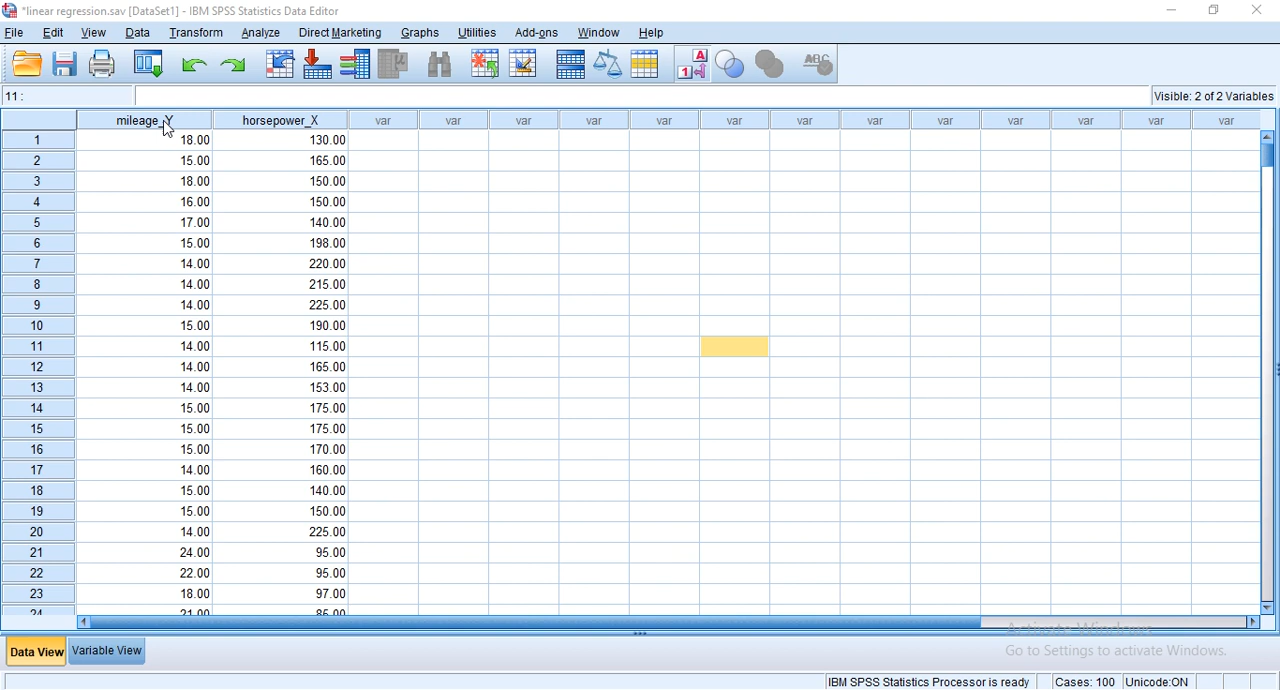 *linear regression.sav [DataSet1] - IBM SPSS Statistics Data Editor
File Edit View Data Transform Analyze Direct Marketing Graphs Utilities Add-ons Window Help
11 : Visible: 2 of 2 Variables
mileage_Y horsepower_X var var var var var var var var var var var var var
1 18.00 130.00
2 15.00 165.00
3 18.00 150.00
4 16.00 150.00
5 17.00 140.00
6 15.00 198.00
7 14.00 220.00
8 14.00 215.00
9 14.00 225.00
10 15.00 190.00
11 14.00 115.00
12 14.00 165.00
13 14.00 153.00
14 15.00 175.00
15 15.00 175.00
16 15.00 170.00
17 14.00 160.00
18 15.00 140.00
19 15.00 150.00
20 14.00 225.00
21 24.00 95.00
22 22.00 95.00
23 18.00 97.00
24 21.00 86.00
Activate Windows
Data View Variable View Go to Settings to activate Windows.
IBM SPSS Statistics Processor is ready Cases: 100 Unicode:ON